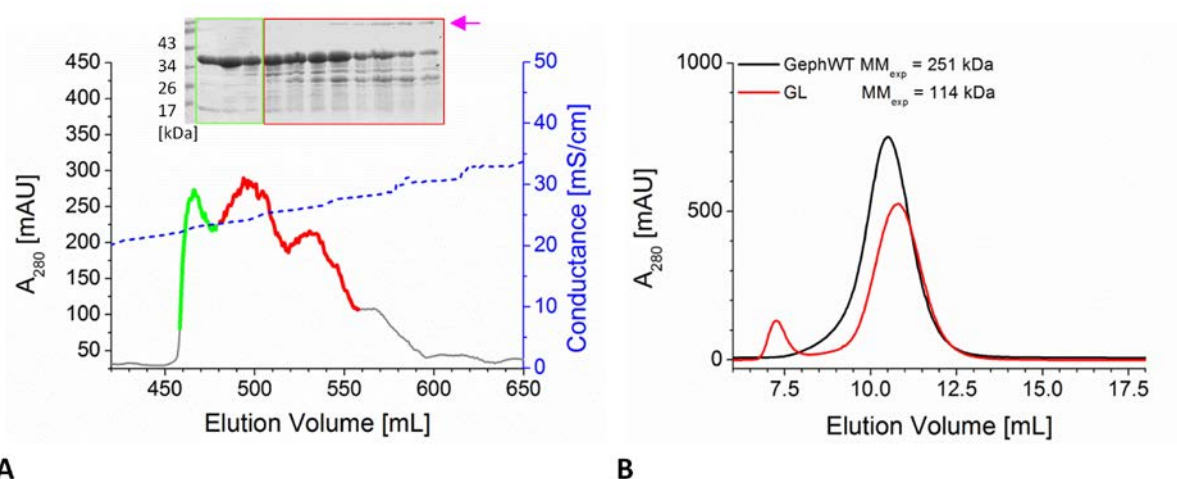 43
34
26
17
[kDa]
450
400
350
300
250
200
150
100
50
A280 [mAU]
50
40
30
20
10
0
Conductance [mS/cm]
450 500 550 600 650
Elution Volume [mL]
A
1000
500
0
A280 [mAU]
GephWT MMexp = 251 kDa
GL MMexp = 114 kDa
7.5 10.0 12.5 15.0 17.5
Elution Volume [mL]
B